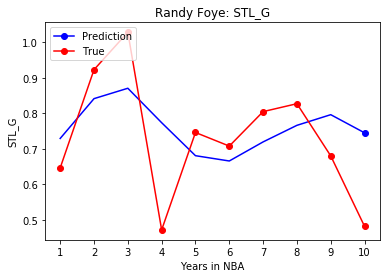 Randy Foye: STL_G
Prediction
True
1.0
0.9
0.8
0.7
0.6
0.5
STL_G
1 2 3 4 5 6 7 8 9 10
Years in NBA